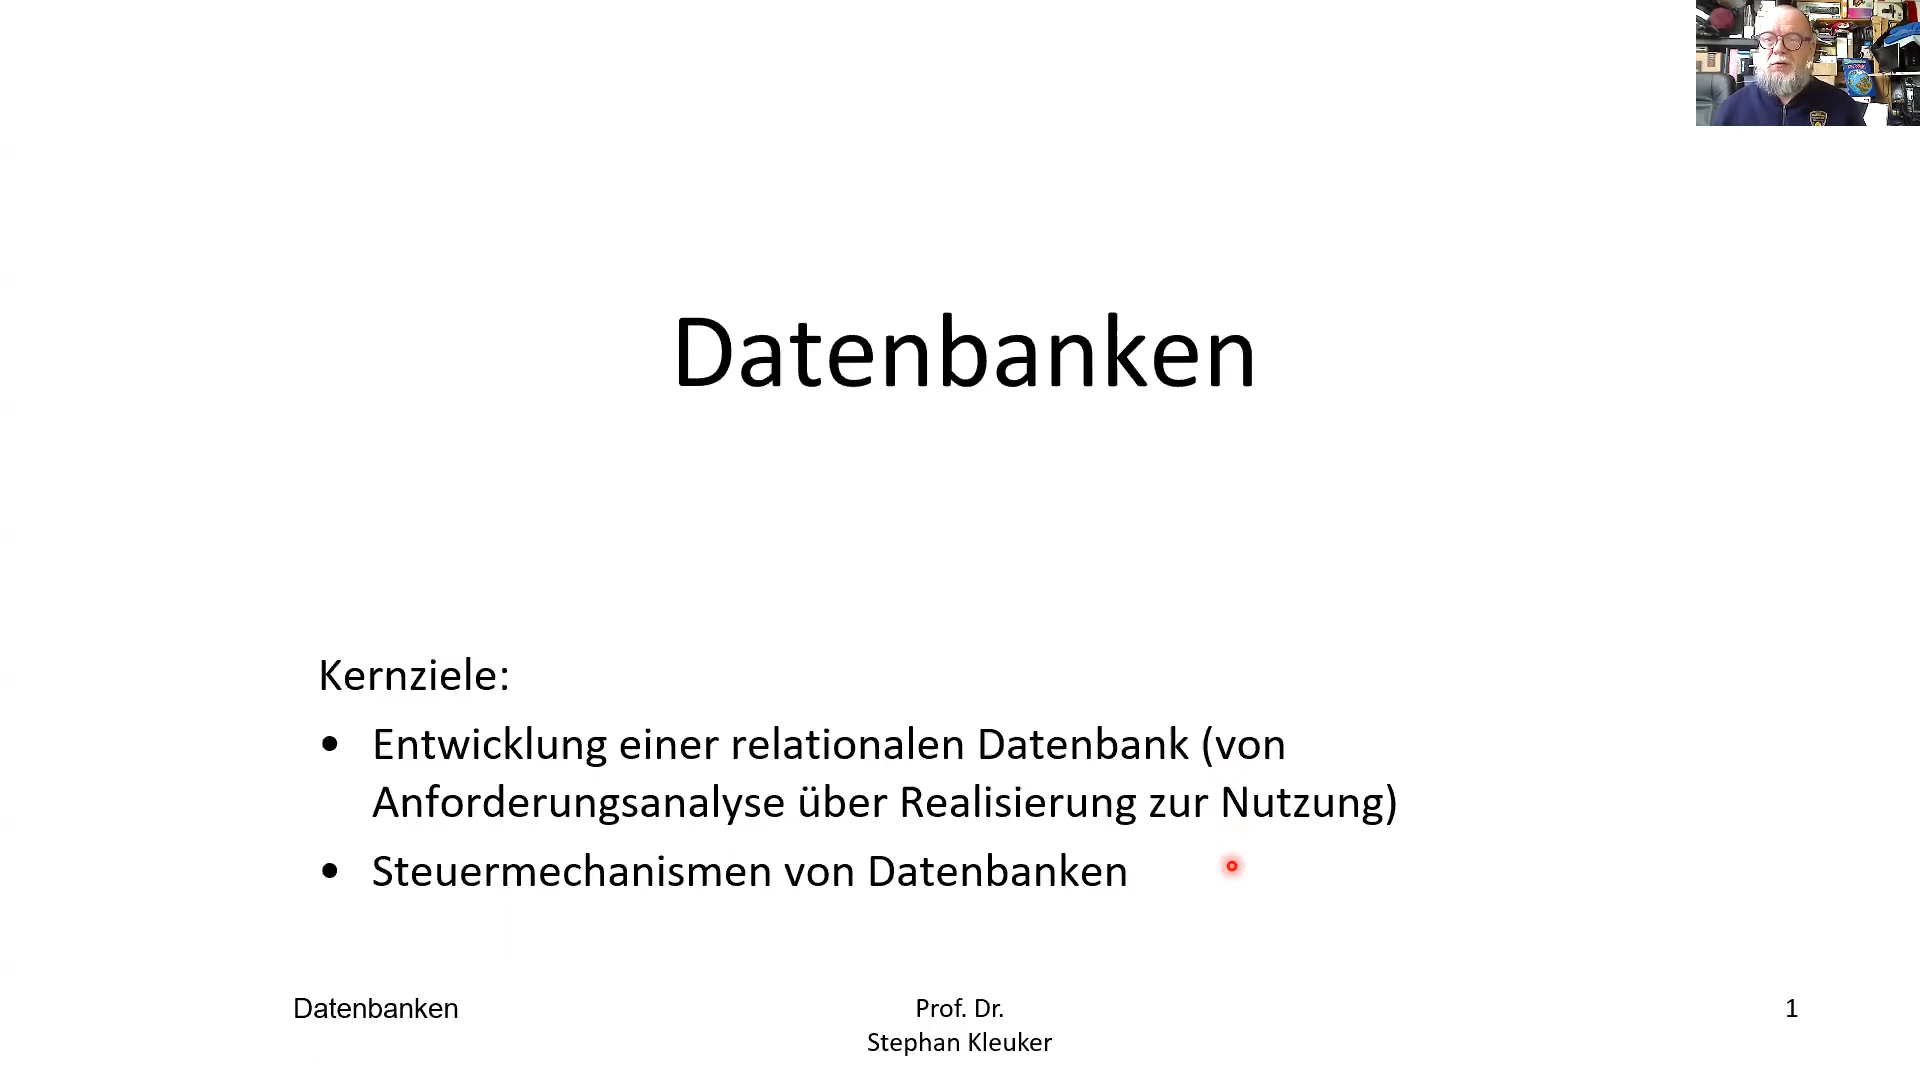 Datenbanken
Kernziele:
• Entwicklung einer relationalen Datenbank (von
Anforderungsanalyse über Realisierung zur Nutzung)
• Steuermechanismen von Datenbanken
Datenbanken
Prof. Dr.
Stephan Kleuker
1